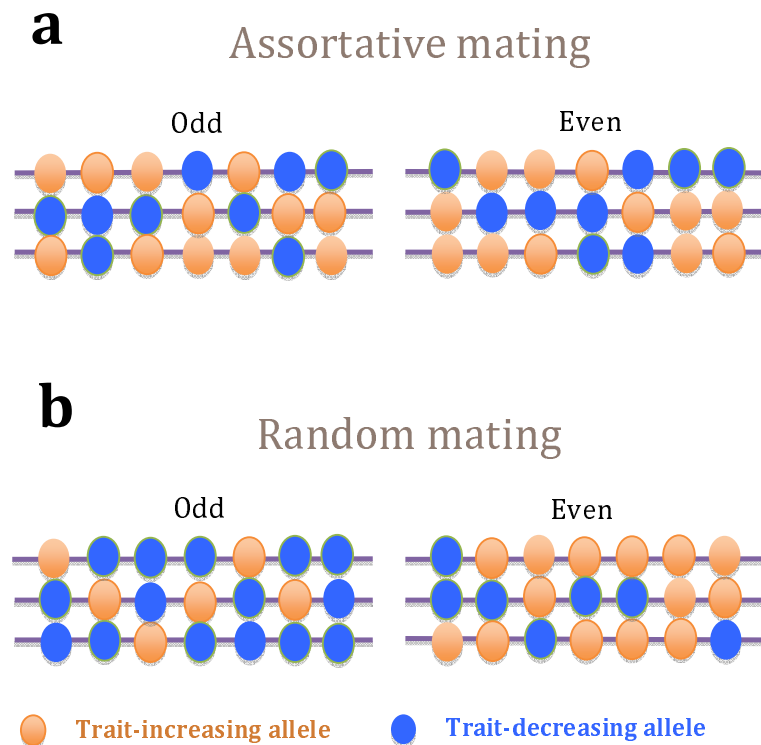 a
Assortative mating
Odd
Even
b
Random mating
Odd
Even
Trait-increasing allele
Trait-decreasing allele